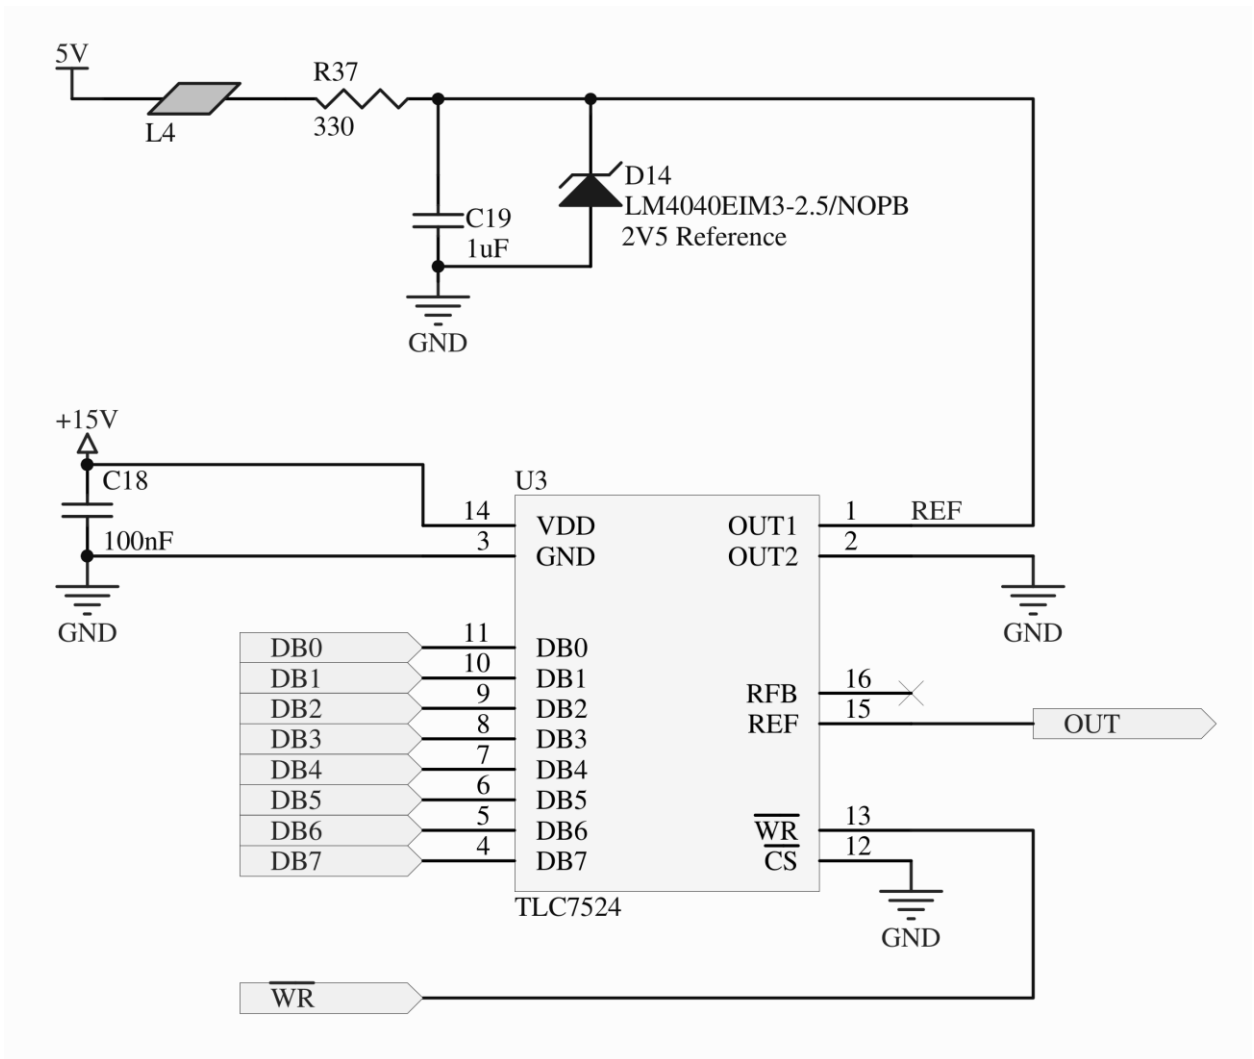 5V
L4
R37
330
C19
1uF
D14
LM4040EIM3-2.5/NOPB
2V5 Reference
GND
+15V
C18
100nF
GND
U3
14 VDD
3 GND
OUT1 1 REF
OUT2 2
GND
DB0 11 DB0
DB1 10 DB1
DB2 9 DB2
DB3 8 DB3
DB4 7 DB4
DB5 6 DB5
DB6 5 DB6
DB7 4 DB7
RFB 16
REF 15 OUT
WR 13
CS 12
GND
TLC7524
WR